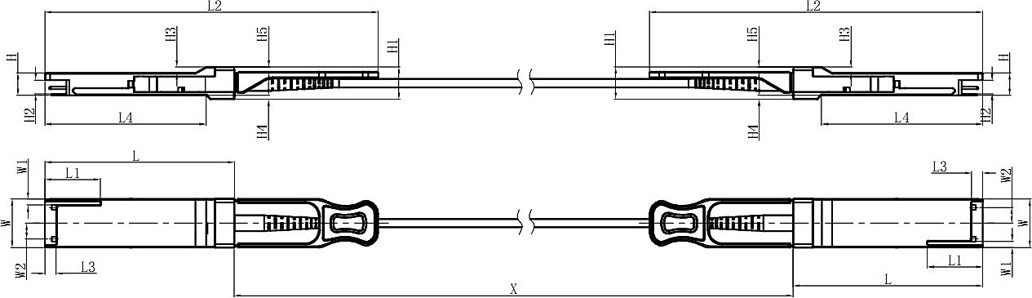 L2 L2
H3 H5 H1 H1 H5 H3
H H
H2 H4 H4 H2
L4 L4
L
W1 L1 L3 W2
W W
W2 L3 L1 W1
X L